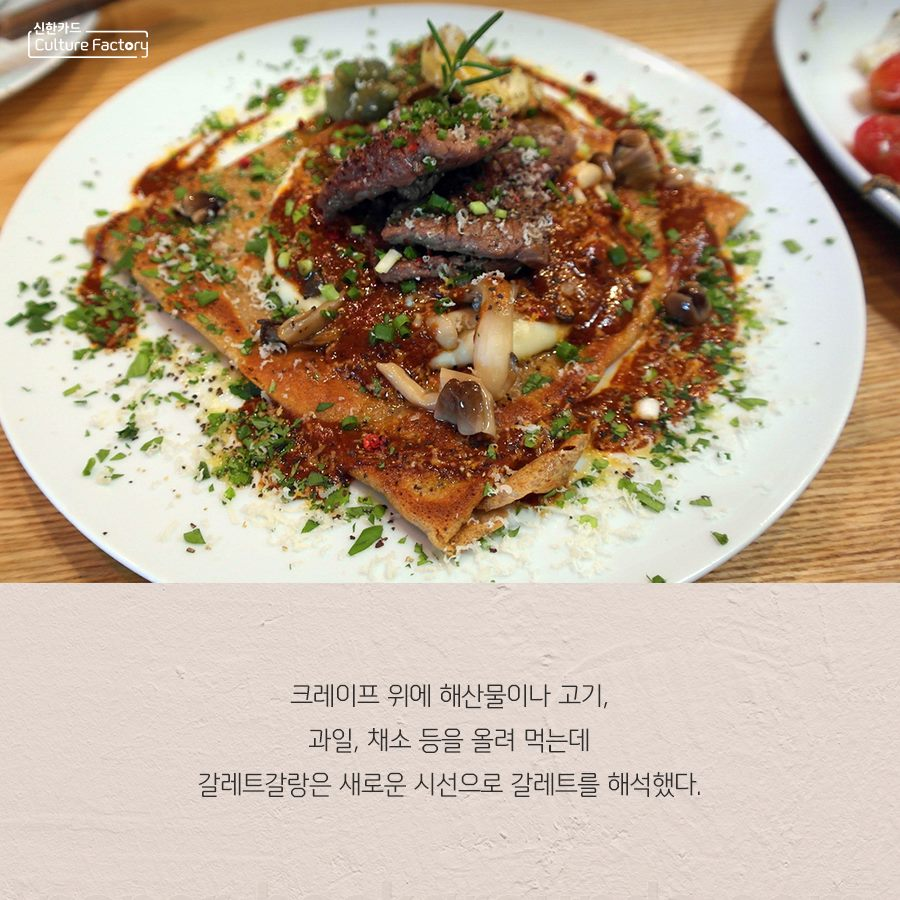 신한카드
Culture Factory
크레이프 위에 해산물이나 고기,
과일, 채소 등을 올려 먹는데
갈레트갈랑은 새로운 시선으로 갈레트를 해석했다.